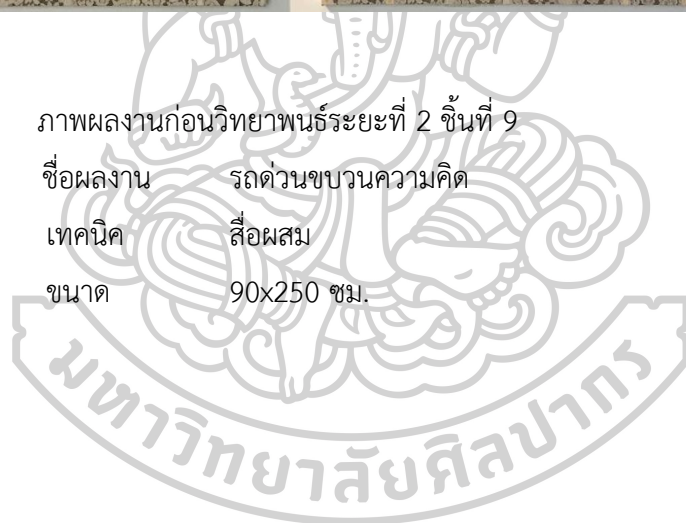 ภาพผลงานก่อนวิทยาพนธ์ระยะที่ 2 ชิ้นที่ 9
ชื่อผลงาน รถด่วนขบวนความคิด
เทคนิค สื่อผสม
ขนาด 90x250 ซม.
มหาวิทยาลัยศิลปากร